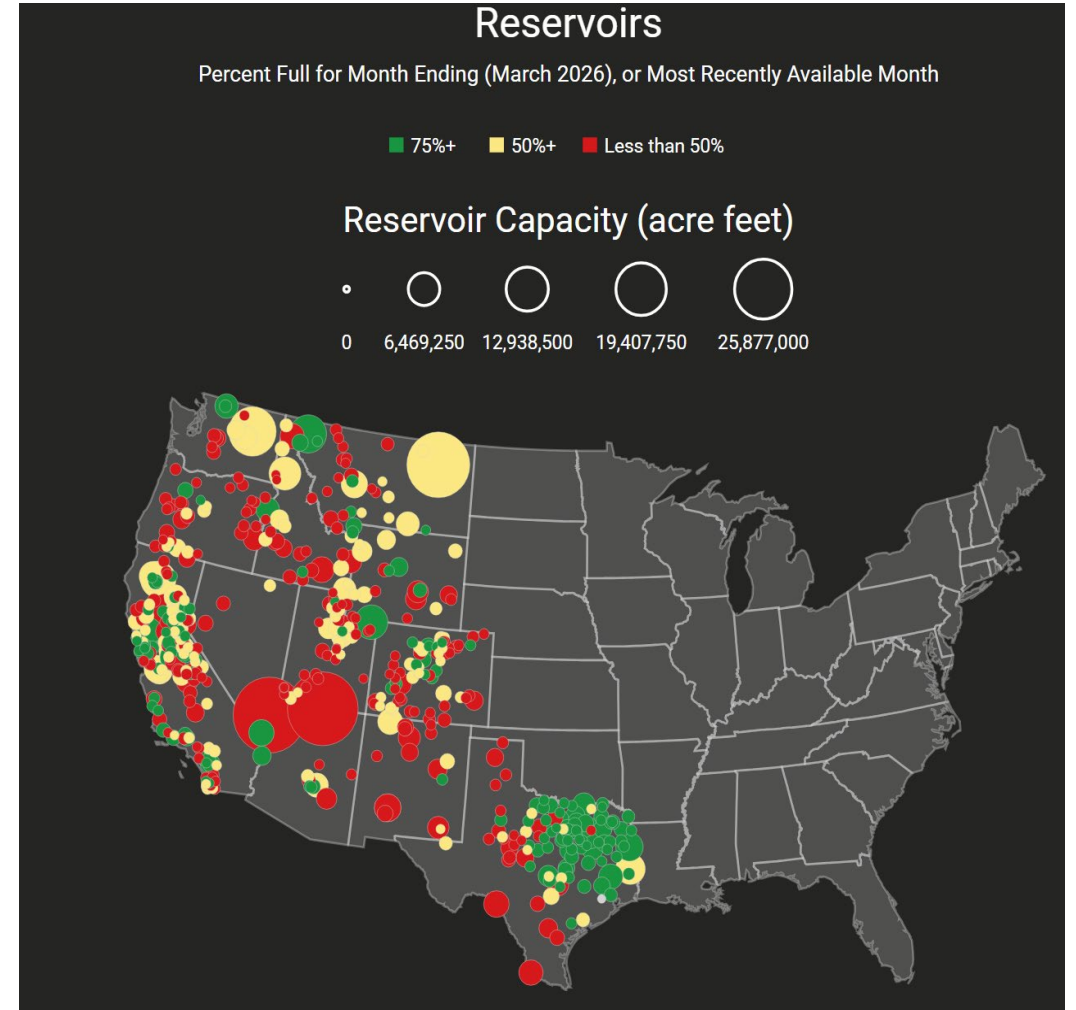 Reservoirs
Percent Full for Month Ending (March 2026), or Most Recently Available Month
75%+ 50%+ Less than 50%
Reservoir Capacity (acre feet)
0 6,469,250 12,938,500 19,407,750 25,877,000